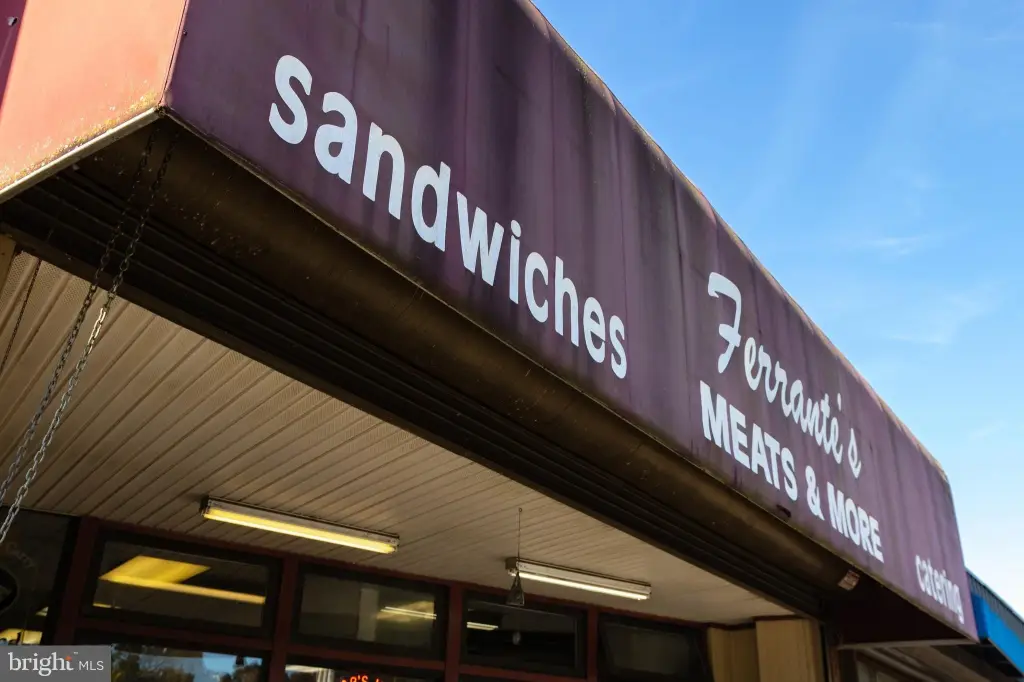 sandwiches
Ferrante's
MEATS & MORE
catering
bright MLS